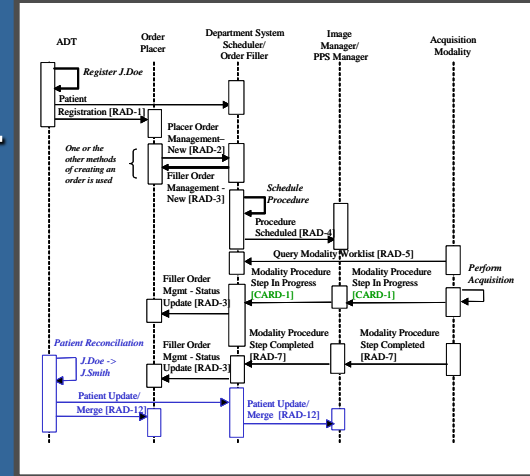 ADT
Order
Placer
Department System
Scheduler/
Order Filler
Image
Manager/
PPS Manager
Acquisition
Modality
Register J.Doe
Patient
Registration [RAD-1]
One or the
other methods
of creating an
order is used
Placer Order
Management–
New [RAD-2]
Filler Order
Management -
New [RAD-3]
Schedule
Procedure
Procedure
Scheduled [RAD-4]
Query Modality Worklist [RAD-5]
Perform
Acquisition
Filler Order
Mgmt - Status
Update [RAD-3]
Modality Procedure
Step In Progress
[CARD-1]
Modality Procedure
Step In Progress
[CARD-1]
Filler Order
Mgmt - Status
Update [RAD-3]
Modality Procedure
Step Completed
[RAD-7]
Modality Procedure
Step Completed
[RAD-7]
Patient Reconciliation
J.Doe ->
J.Smith
Patient Update/
Merge [RAD-12]
Patient Update/
Merge [RAD-12]